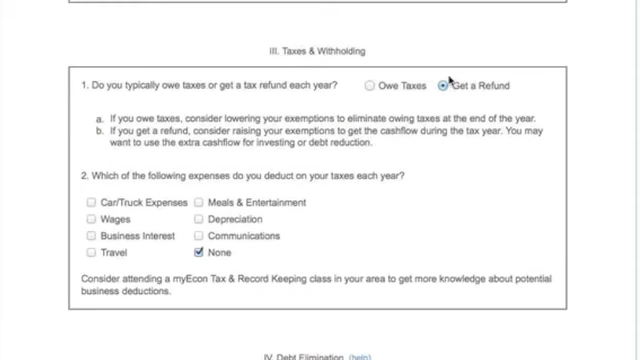 III. Taxes & Withholding
1. Do you typically owe taxes or get a tax refund each year? Owe Taxes Get a Refund
a. If you owe taxes, consider lowering your exemptions to eliminate owing taxes at the end of the year.
b. If you get a refund, consider raising your exemptions to get the cashflow during the tax year. You may
want to use the extra cashflow for investing or debt reduction.
2. Which of the following expenses do you deduct on your taxes each year?
Car/Truck Expenses Meals & Entertainment
Wages Depreciation
Business Interest Communications
Travel None
Consider attending a myEcon Tax & Record Keeping class in your area to get more knowledge about potential
business deductions.
IV. Debt Elimination (help)